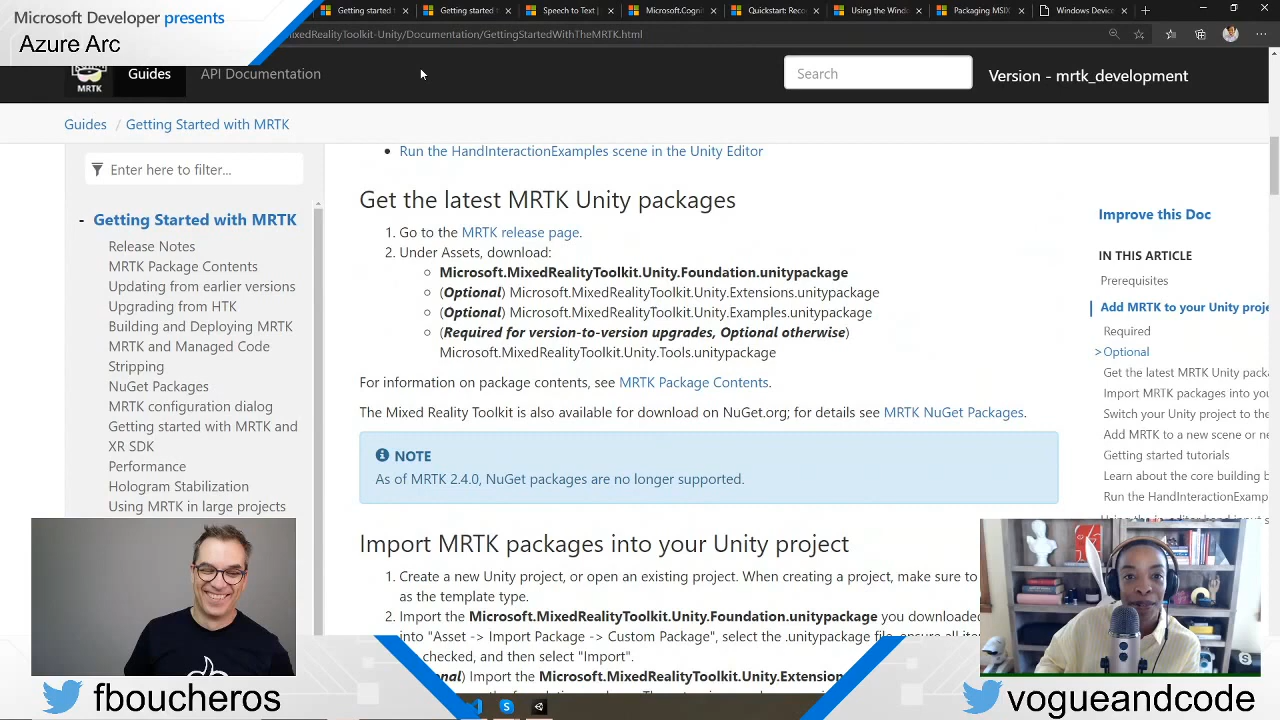 Microsoft Developer presents
Azure Arc
Getting started
Getting started
Speech to Text |
Microsoft.Cogni
Quickstart: Reco
Using the Windo
Packaging MSIX
Windows Device
ixedRealityToolkit-Unity/Documentation/GettingStartedWithTheMRTK.html
MRTK
Guides
API Documentation
Search
Version - mrtk_development
Guides / Getting Started with MRTK
Enter here to filter...
- Getting Started with MRTK
Release Notes
MRTK Package Contents
Updating from earlier versions
Upgrading from HTK
Building and Deploying MRTK
MRTK and Managed Code
Stripping
NuGet Packages
MRTK configuration dialog
Getting started with MRTK and
XR SDK
Performance
Hologram Stabilization
Using MRTK in large projects
Run the HandInteractionExamples scene in the Unity Editor
Get the latest MRTK Unity packages
1. Go to the MRTK release page.
2. Under Assets, download:
Microsoft.MixedRealityToolkit.Unity.Foundation.unitypackage
(Optional) Microsoft.MixedRealityToolkit.Unity.Extensions.unitypackage
(Optional) Microsoft.MixedRealityToolkit.Unity.Examples.unitypackage
(Required for version-to-version upgrades, Optional otherwise)
Microsoft.MixedRealityToolkit.Unity.Tools.unitypackage
For information on package contents, see MRTK Package Contents.
The Mixed Reality Toolkit is also available for download on NuGet.org; for details see MRTK NuGet Packages.
NOTE
As of MRTK 2.4.0, NuGet packages are no longer supported.
Import MRTK packages into your Unity project
1. Create a new Unity project, or open an existing project. When creating a project, make sure to
as the template type.
2. Import the Microsoft.MixedRealityToolkit.Unity.Foundation.unitypackage you downloaded
into "Asset -> Import Package -> Custom Package", select the .unitypackage file, ensure all ite
checked, and then select "Import".
onal) Import the Microsoft.MixedRealityToolkit.Unity.Extension
Improve this Doc
IN THIS ARTICLE
Prerequisites
Add MRTK to your Unity proje
Required
>Optional
Get the latest MRTK Unity packa
Import MRTK packages into you
Switch your Unity project to the
Add MRTK to a new scene or ne
Getting started tutorials
Learn about the core building b
Run the HandInteractionExamp
fboucheros
vogueandcode